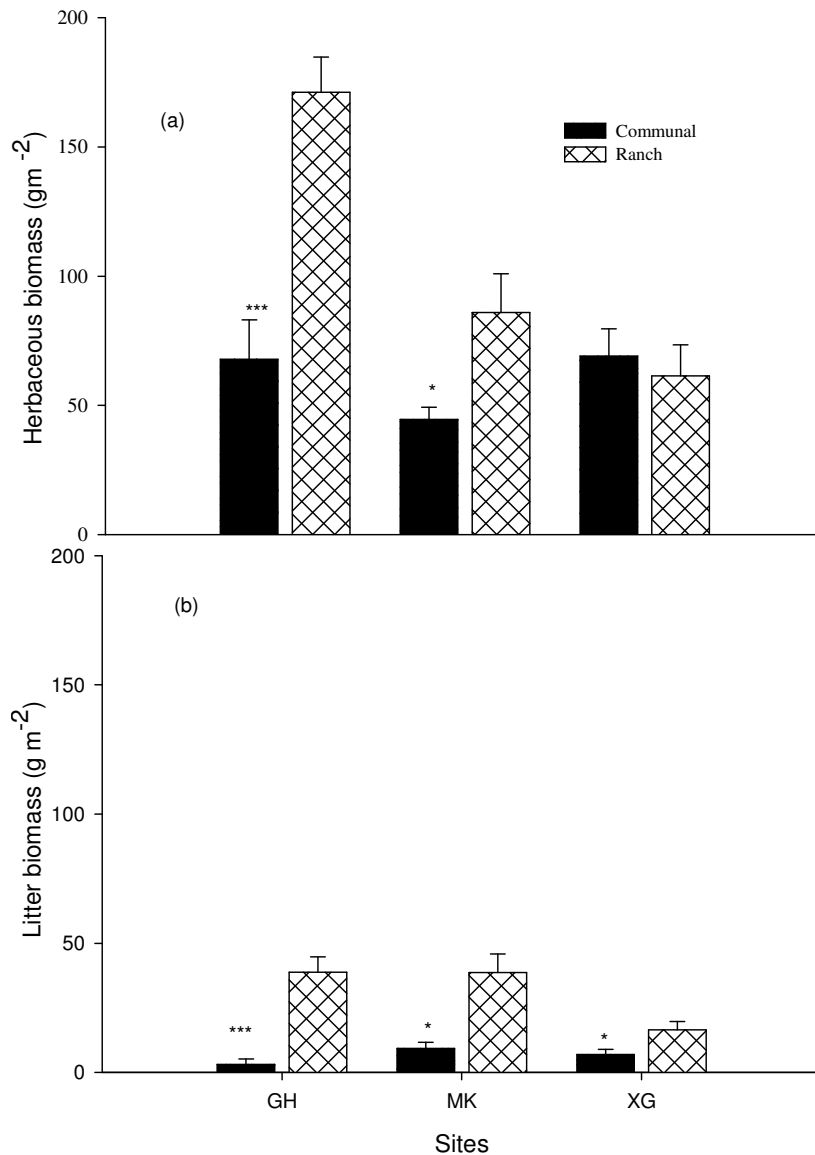 200
(a)
Communal
Ranch
150
Herbaceous biomass (gm -2)
100
***
*
50
0
200
(b)
150
Litter biomass (g m-2)
100
50
***
*
*
0
GH MK XG
Sites